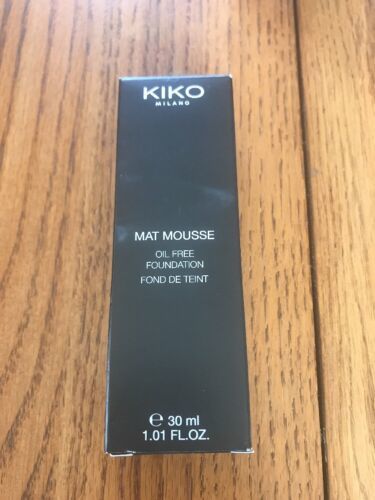 KIKO
MILANO
MAT MOUSSE
OIL FREE
FOUNDATION
FOND DE TEINT
℮ 30 ml
1.01 FL.OZ.